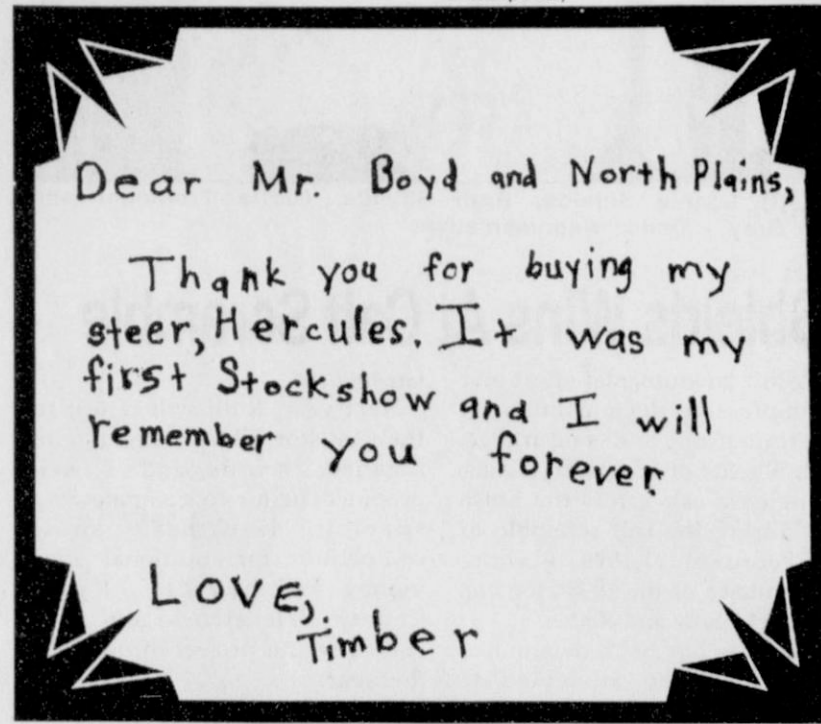 Dear Mr. Boyd and North Plains,
Thank you for buying my
steer, Hercules. It was my
first Stockshow and I will
remember you forever.
LOVE,
Timber